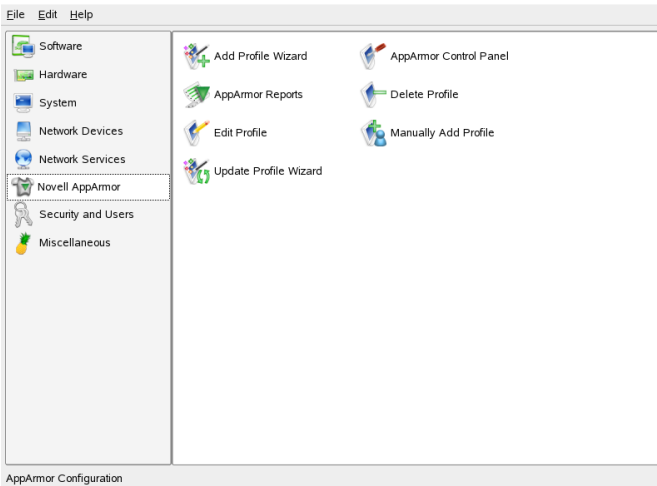 File Edit Help
Software
Hardware
System
Network Devices
Network Services
Novell AppArmor
Security and Users
Miscellaneous
Add Profile Wizard
AppArmor Control Panel
AppArmor Reports
Delete Profile
Edit Profile
Manually Add Profile
Update Profile Wizard
AppArmor Configuration